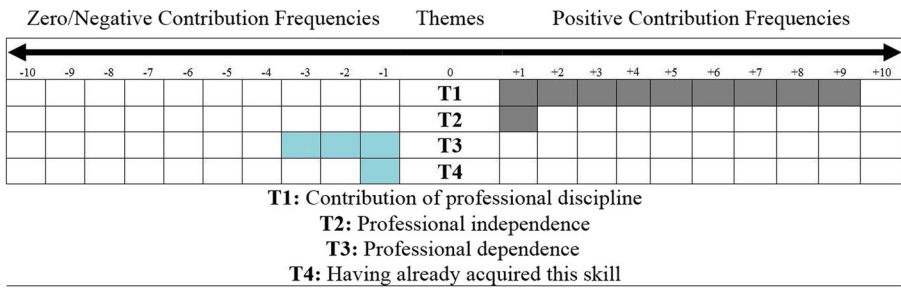 Zero/Negative Contribution Frequencies Themes Positive Contribution Frequencies
-10 -9 -8 -7 -6 -5 -4 -3 -2 -1 0 +1 +2 +3 +4 +5 +6 +7 +8 +9 +10
T1
T2
T3
T4
T1: Contribution of professional discipline
T2: Professional independence
T3: Professional dependence
T4: Having already acquired this skill